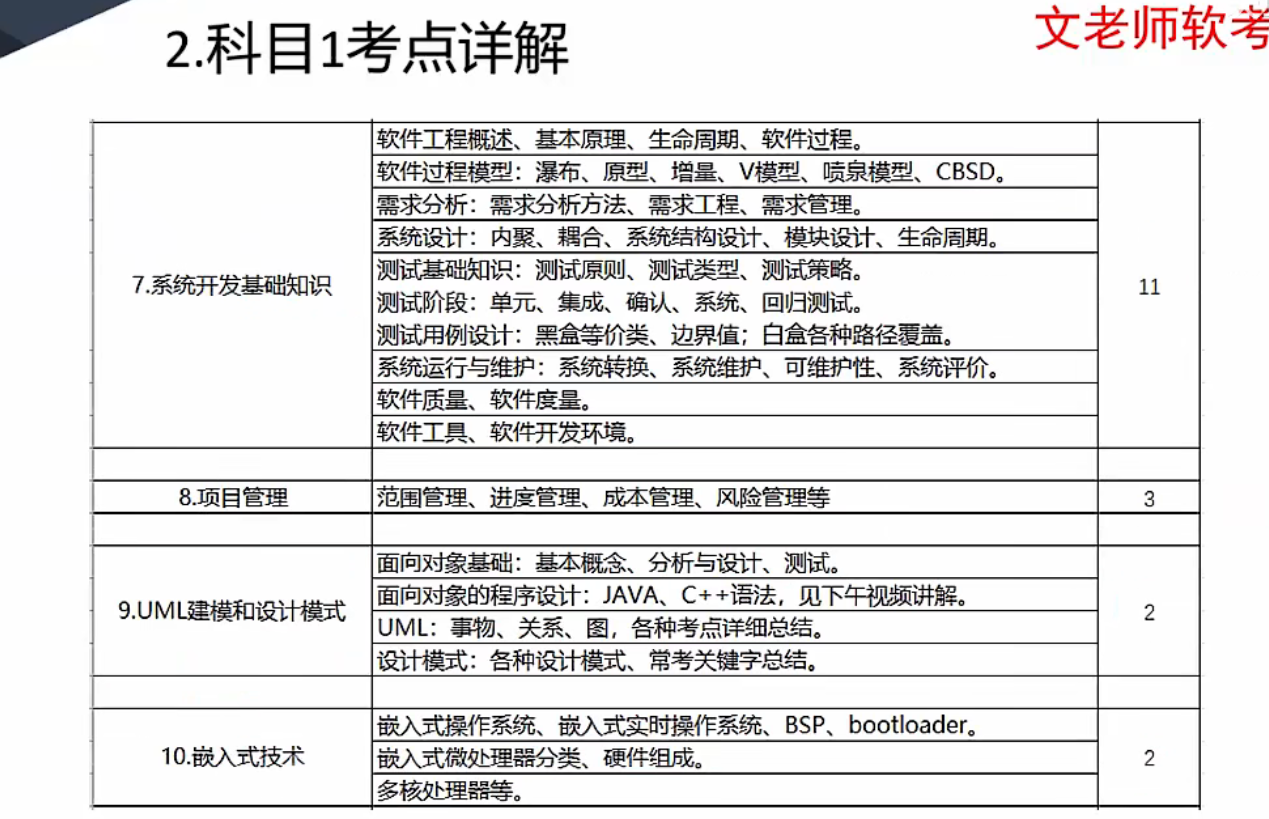 2.科目1考点详解
文老师软考
7.系统开发基础知识
软件工程概述、基本原理、生命周期、软件过程。
软件过程模型：瀑布、原型、增量、V模型、喷泉模型、CBSD。
需求分析：需求分析方法、需求工程、需求管理。
系统设计：内聚、耦合、系统结构设计、模块设计、生命周期。
测试基础知识：测试原则、测试类型、测试策略。
测试阶段：单元、集成、确认、系统、回归测试。
测试用例设计：黑盒等价类、边界值；白盒各种路径覆盖。
系统运行与维护：系统转换、系统维护、可维护性、系统评价。
软件质量、软件度量。
软件工具、软件开发环境。
11
8.项目管理
范围管理、进度管理、成本管理、风险管理等
3
9.UML建模和设计模式
面向对象基础：基本概念、分析与设计、测试。
面向对象的程序设计：JAVA、C++语法，见下午视频讲解。
UML：事物、关系、图，各种考点详细总结。
设计模式：各种设计模式、常考关键字总结。
2
10.嵌入式技术
嵌入式操作系统、嵌入式实时操作系统、BSP、bootloader。
嵌入式微处理器分类、硬件组成。
多核处理器等。
2